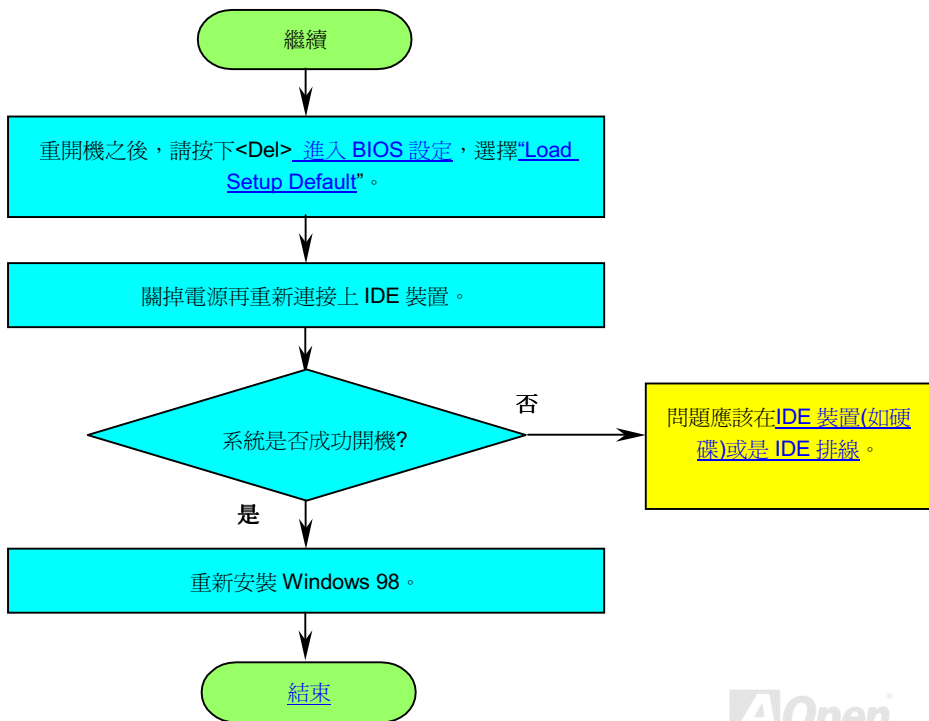 繼續
重開機之後，請按下<Del> 進入 BIOS 設定，選擇“Load
Setup Default”。
關掉電源再重新連接上 IDE 裝置。
系統是否成功開機?
否
問題應該在IDE 裝置(如硬
碟)或是 IDE 排線。
是
重新安裝 Windows 98。
結束
AOpen